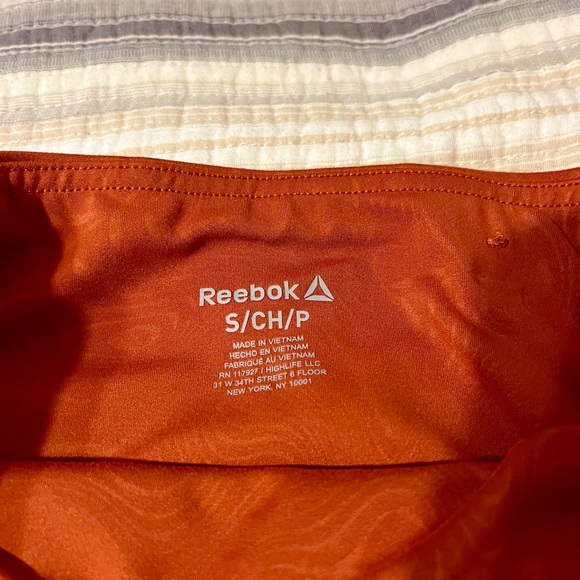 Reebok
S/CH/P
MADE IN VIETNAM
HECHO EN VIETNAM
FABRIQUÉ AU VIETNAM
RN 117927 / HIGHLIFE LLC
31 W 34TH STREET 6 FLOOR
NEW YORK, NY 10001